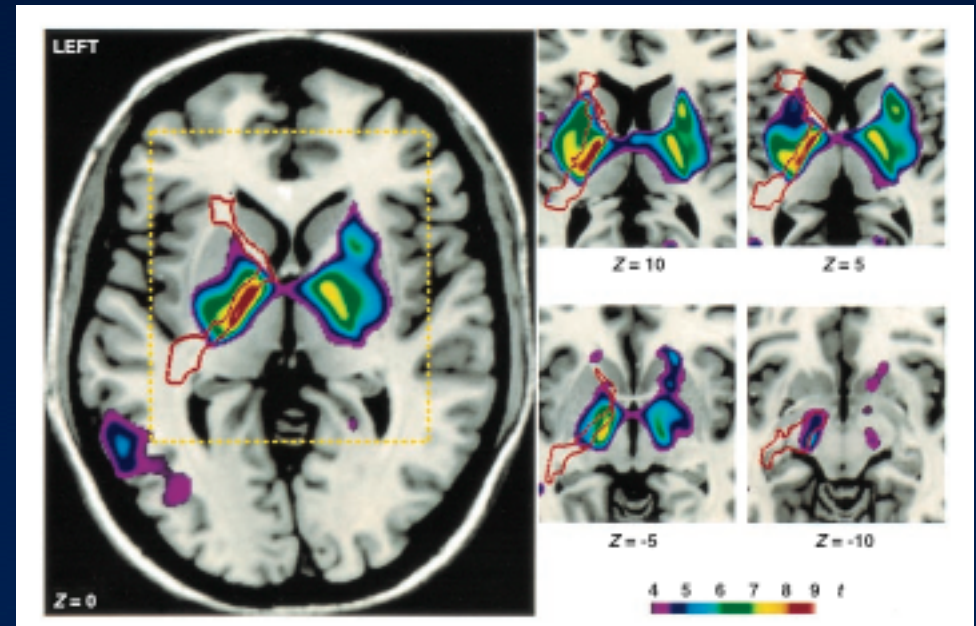 LEFT
Z = 0
Z = 10
Z = 5
Z = -5
Z = -10
4 5 6 7 8 9 t